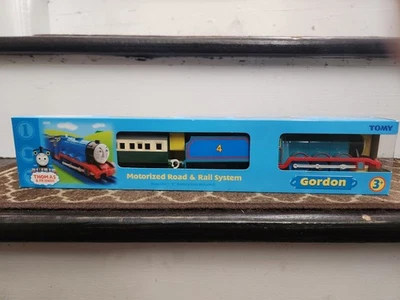 TOMY
1
4
THOMAS
& FRIENDS
Motorized Road & Rail System
Gordon
3+